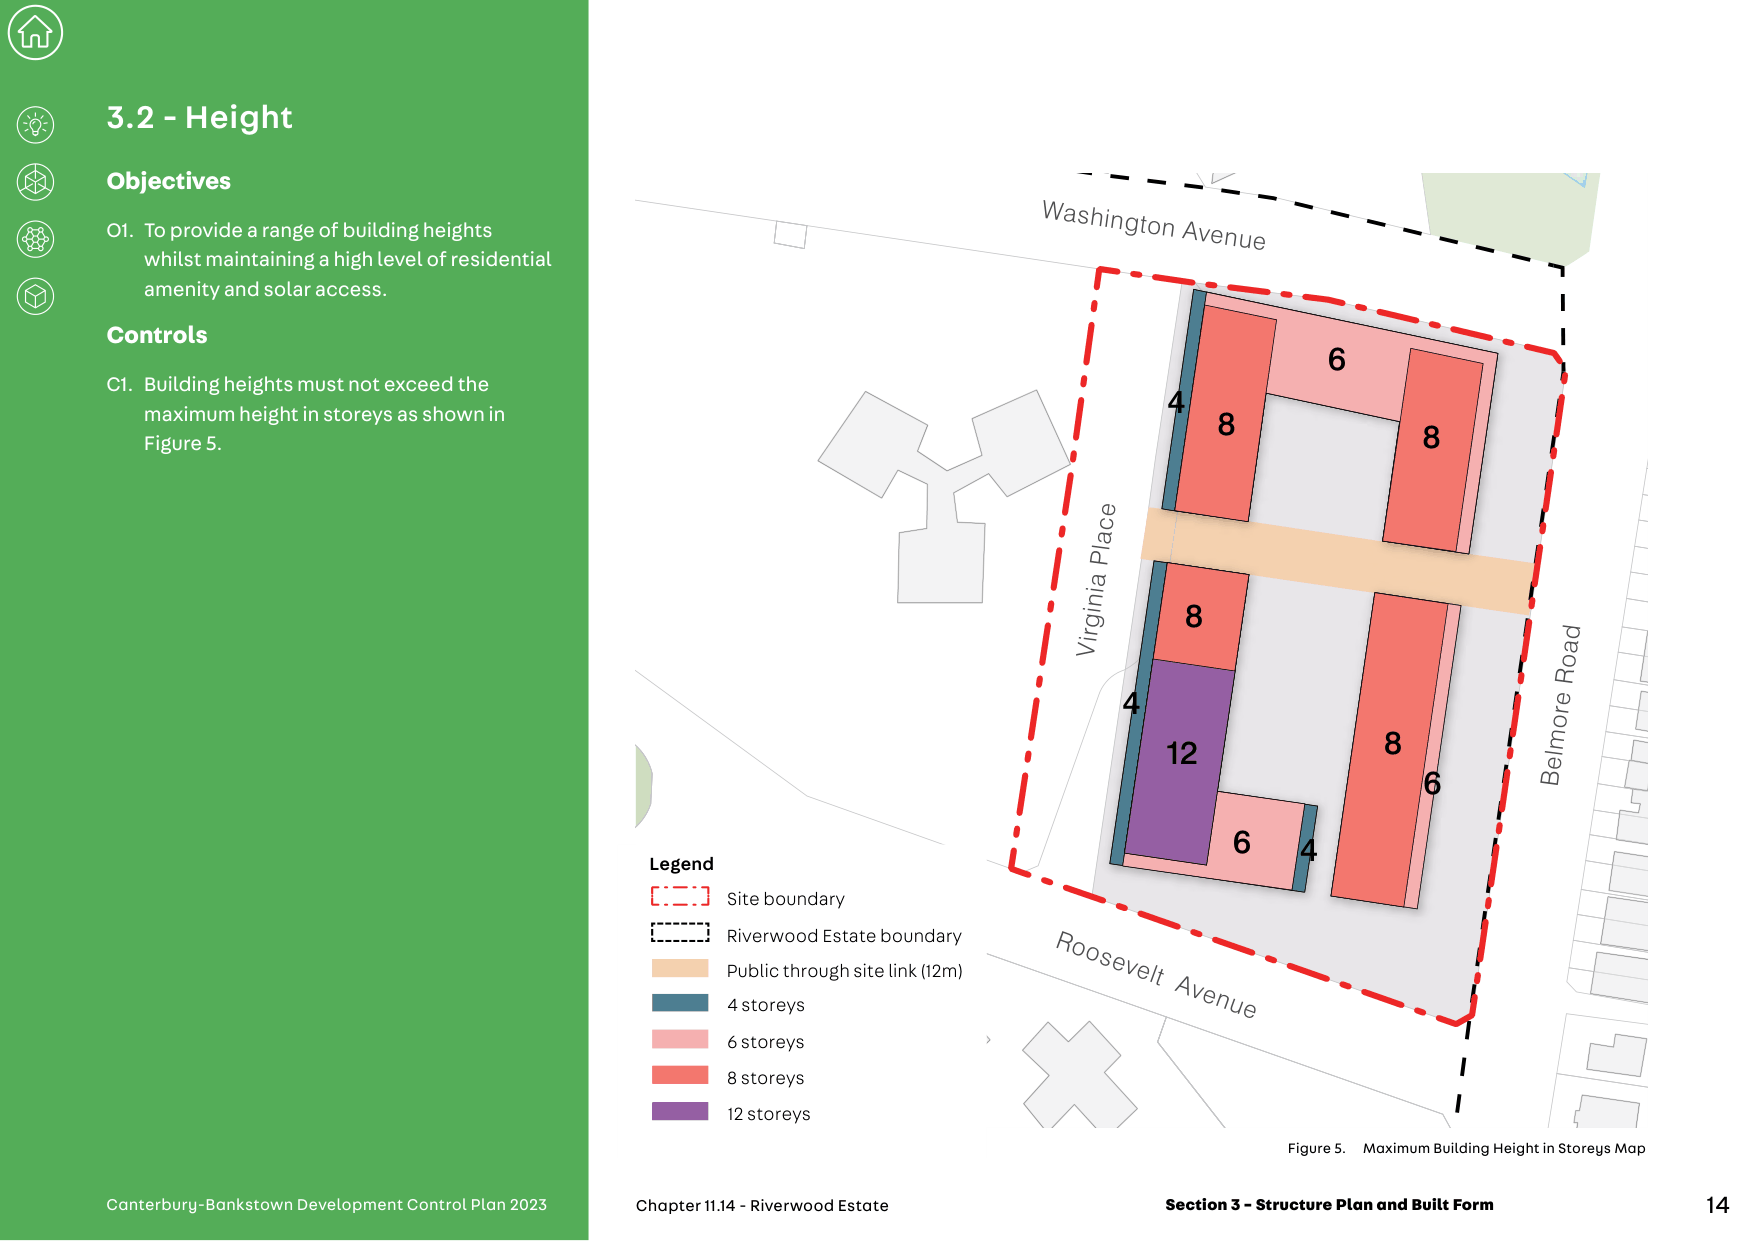 3.2 - Height
Objectives
O1. To provide a range of building heights
whilst maintaining a high level of residential
amenity and solar access.
Controls
C1. Building heights must not exceed the
maximum height in storeys as shown in
Figure 5.
Washington Avenue
6
4
8
8
Virginia Place
8
Belmore Road
4
12
8
6
6
4
Legend
Site boundary
Riverwood Estate boundary
Public through site link (12m)
4 storeys
6 storeys
8 storeys
12 storeys
Roosevelt Avenue
Figure 5. Maximum Building Height in Storeys Map
Canterbury-Bankstown Development Control Plan 2023
Chapter 11.14 - Riverwood Estate
Section 3 – Structure Plan and Built Form
14